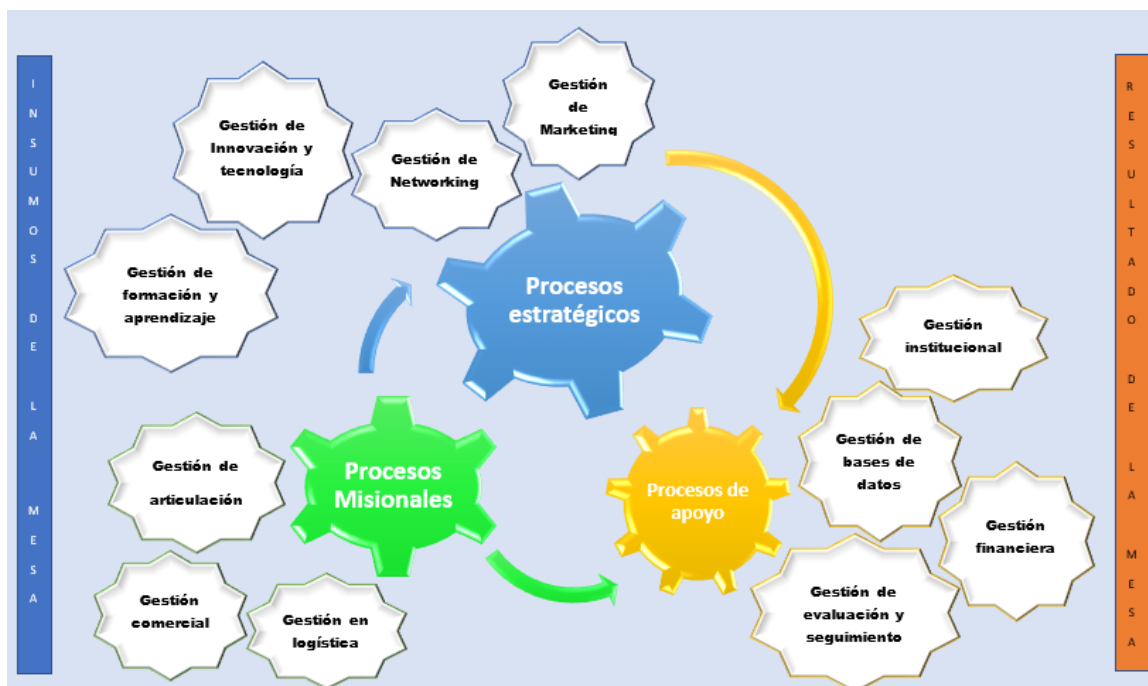 INSUMOS DE LA MESA
Gestión de
Innovación y
tecnología
Gestión de
Networking
Gestión
de
Marketing
Gestión de
formación y
aprendizaje
Procesos
estratégicos
Gestión
institucional
Gestión de
articulación
Procesos
Misionales
Procesos de
apoyo
Gestión de
bases de
datos
Gestión
financiera
Gestión
comercial
Gestión en
logística
Gestión de
evaluación y
seguimiento
RESULTADO DE LA MESA